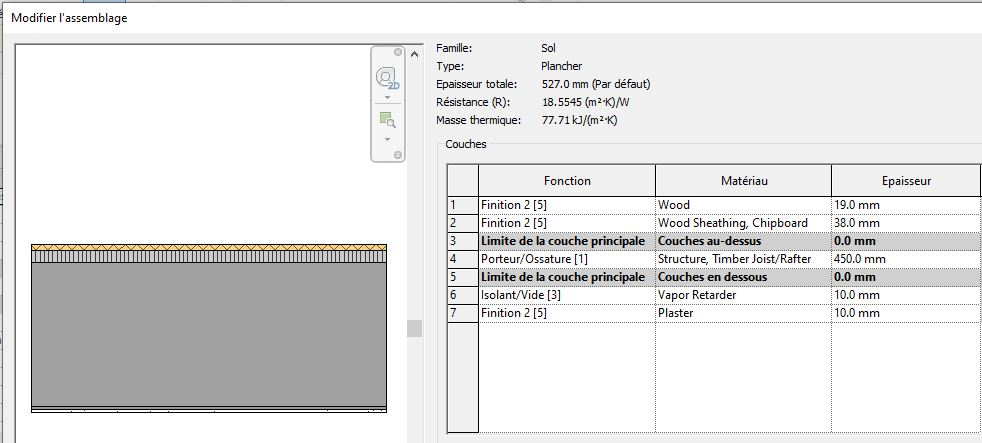 Modifier l'assemblage
2D
Famille: Sol
Type: Plancher
Epaisseur totale: 527.0 mm (Par défaut)
Résistance (R): 18.5545 (m²·K)/W
Masse thermique: 77.71 kJ/(m²·K)
Couches
Fonction Matériau Epaisseur
1 Finition 2 [5] Wood 19.0 mm
2 Finition 2 [5] Wood Sheathing, Chipboard 38.0 mm
3 Limite de la couche principale Couches au-dessus 0.0 mm
4 Porteur/Ossature [1] Structure, Timber Joist/Rafter 450.0 mm
5 Limite de la couche principale Couches en dessous 0.0 mm
6 Isolant/Vide [3] Vapor Retarder 10.0 mm
7 Finition 2 [5] Plaster 10.0 mm